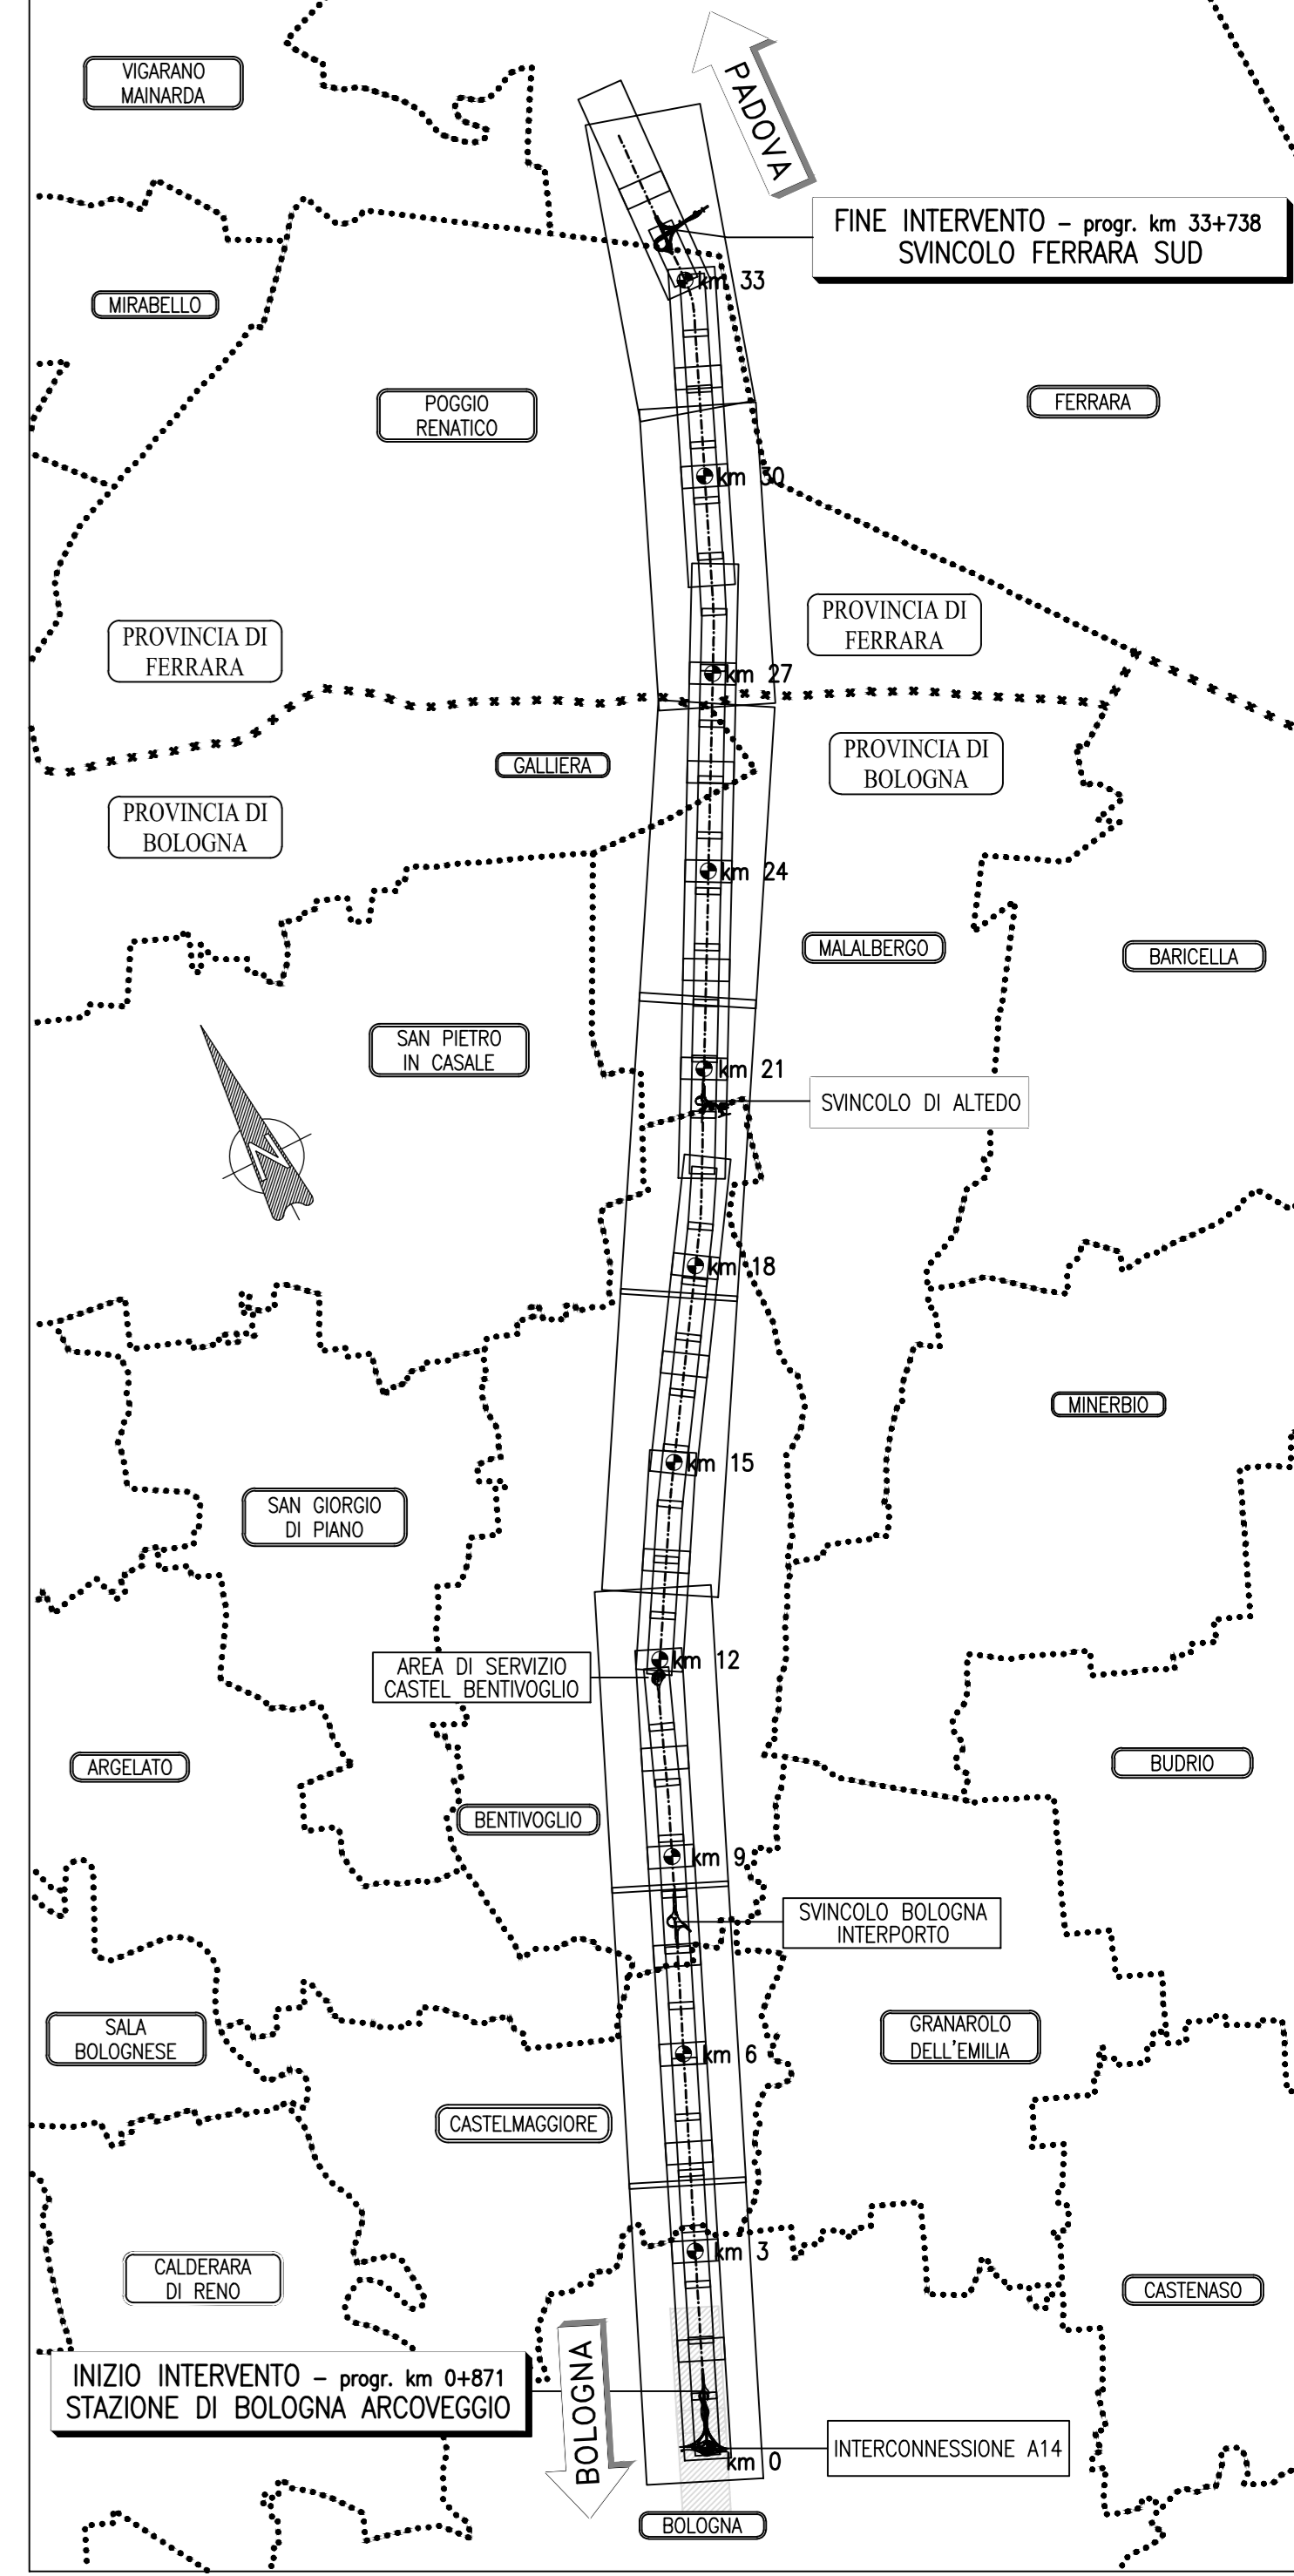 VIGARANO
MAINARDA
PADOVA
FINE INTERVENTO – progr. km 33+738
SVINCOLO FERRARA SUD
km 33
MIRABELLO
POGGIO
RENATICO
FERRARA
km 30
PROVINCIA DI
FERRARA
PROVINCIA DI
FERRARA
km 27
GALLIERA
PROVINCIA DI
BOLOGNA
PROVINCIA DI
BOLOGNA
km 24
MALALBERGO
BARICELLA
SAN PIETRO
IN CASALE
km 21
SVINCOLO DI ALTEDO
N
km 18
MINERBIO
km 15
SAN GIORGIO
DI PIANO
AREA DI SERVIZIO
CASTEL BENTIVOGLIO
km 12
ARGELATO
BUDRIO
BENTIVOGLIO
km 9
SVINCOLO BOLOGNA
INTERPORTO
SALA
BOLOGNESE
GRANAROLO
DELL'EMILIA
km 6
CASTELMAGGIORE
km 3
CALDERARA
DI RENO
CASTENASO
INIZIO INTERVENTO – progr. km 0+871
STAZIONE DI BOLOGNA ARCOVEGGIO
BOLOGNA
INTERCONNESSIONE A14
km 0
BOLOGNA